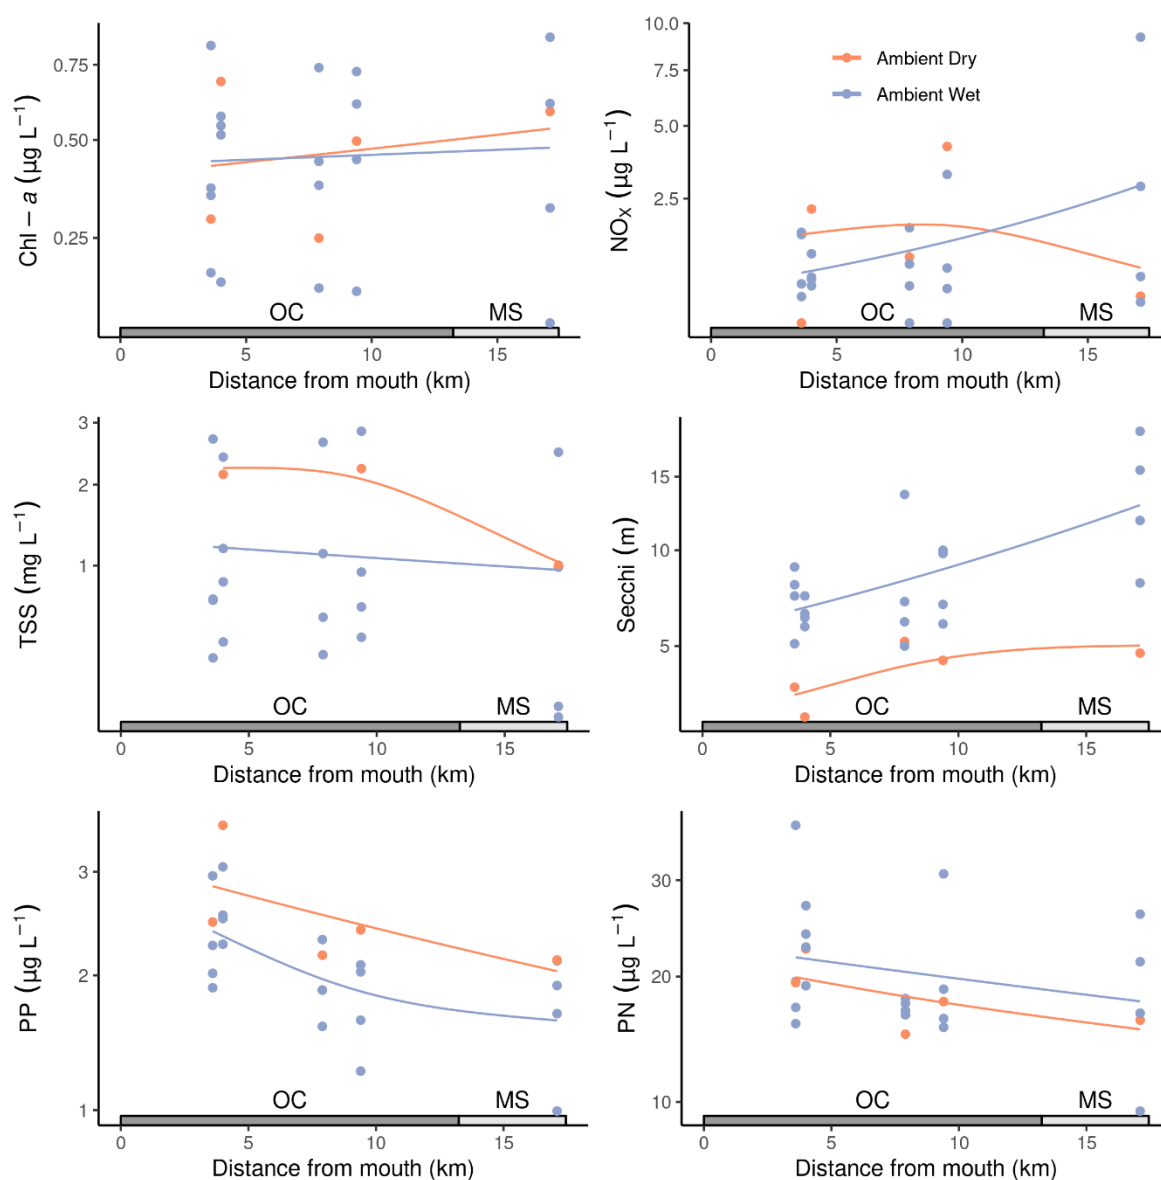 Chl − a (µg L−1)
0.75
0.50
0.25
OC MS
0 5 10 15
Distance from mouth (km)
NOX (µg L−1)
10.0
7.5
5.0
2.5
Ambient Dry
Ambient Wet
OC MS
0 5 10 15
Distance from mouth (km)
TSS (mg L−1)
3
2
1
OC MS
0 5 10 15
Distance from mouth (km)
Secchi (m)
15
10
5
OC MS
0 5 10 15
Distance from mouth (km)
PP (µg L−1)
3
2
1
OC MS
0 5 10 15
Distance from mouth (km)
PN (µg L−1)
30
20
10
OC MS
0 5 10 15
Distance from mouth (km)